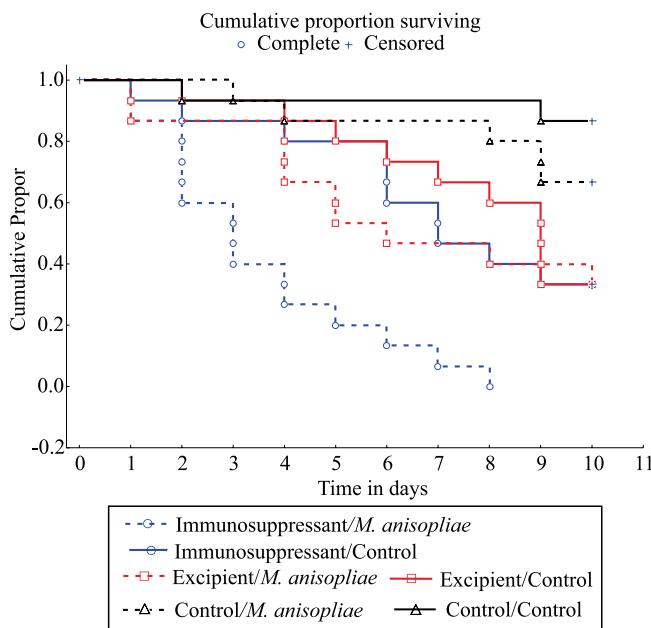 Cumulative proportion surviving
Complete + Censored
1.0
0.8
0.6
0.4
0.2
0.0
-0.2
Cumulative Propor
0 1 2 3 4 5 6 7 8 9 10 11
Time in days
Immunosuppressant/M. anisopliae
Immunosuppressant/Control
Excipient/M. anisopliae Excipient/Control
Control/M. anisopliae Control/Control